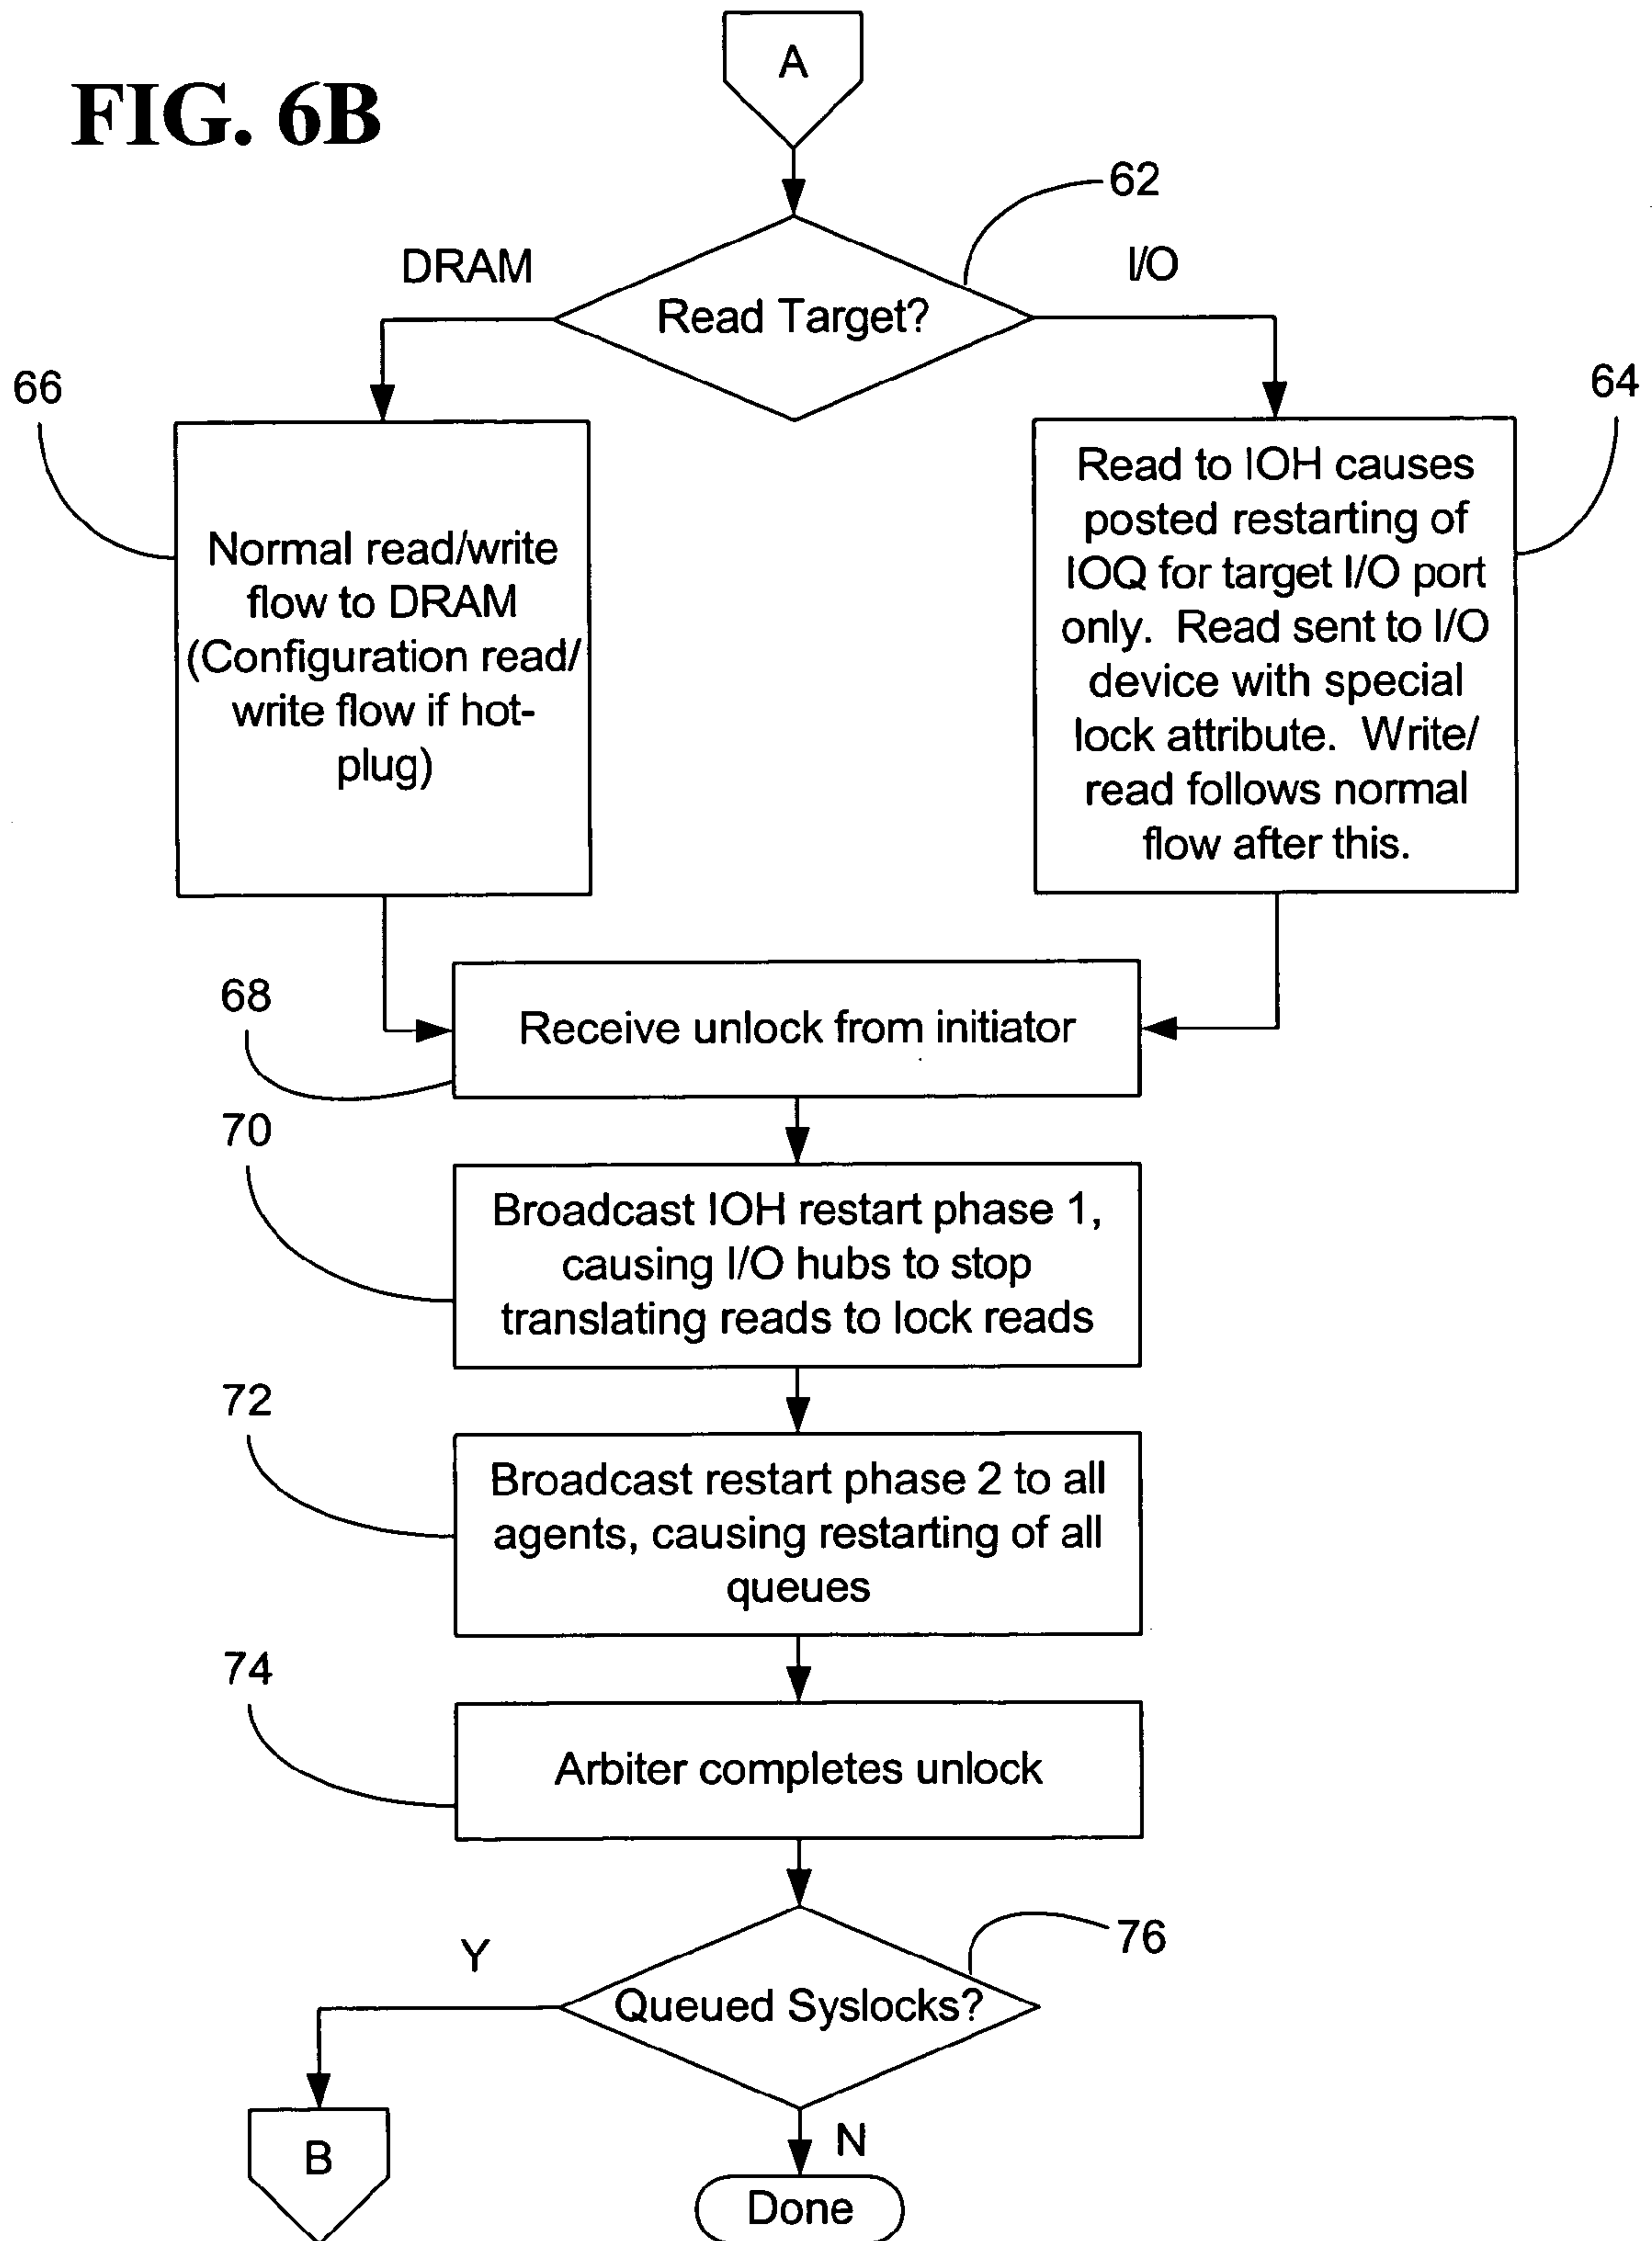 FIG. 6B
A
62
DRAM
I/O
Read Target?
66
64
Normal read/write
flow to DRAM
(Configuration read/
write flow if hot-
plug)
Read to IOH causes
posted restarting of
IOQ for target I/O port
only.  Read sent to I/O
device with special
lock attribute.  Write/
read follows normal
flow after this.
68
Receive unlock from initiator
70
Broadcast IOH restart phase 1,
causing I/O hubs to stop
translating reads to lock reads
72
Broadcast restart phase 2 to all
agents, causing restarting of all
queues
74
Arbiter completes unlock
76
Y
Queued Syslocks?
B
N
Done